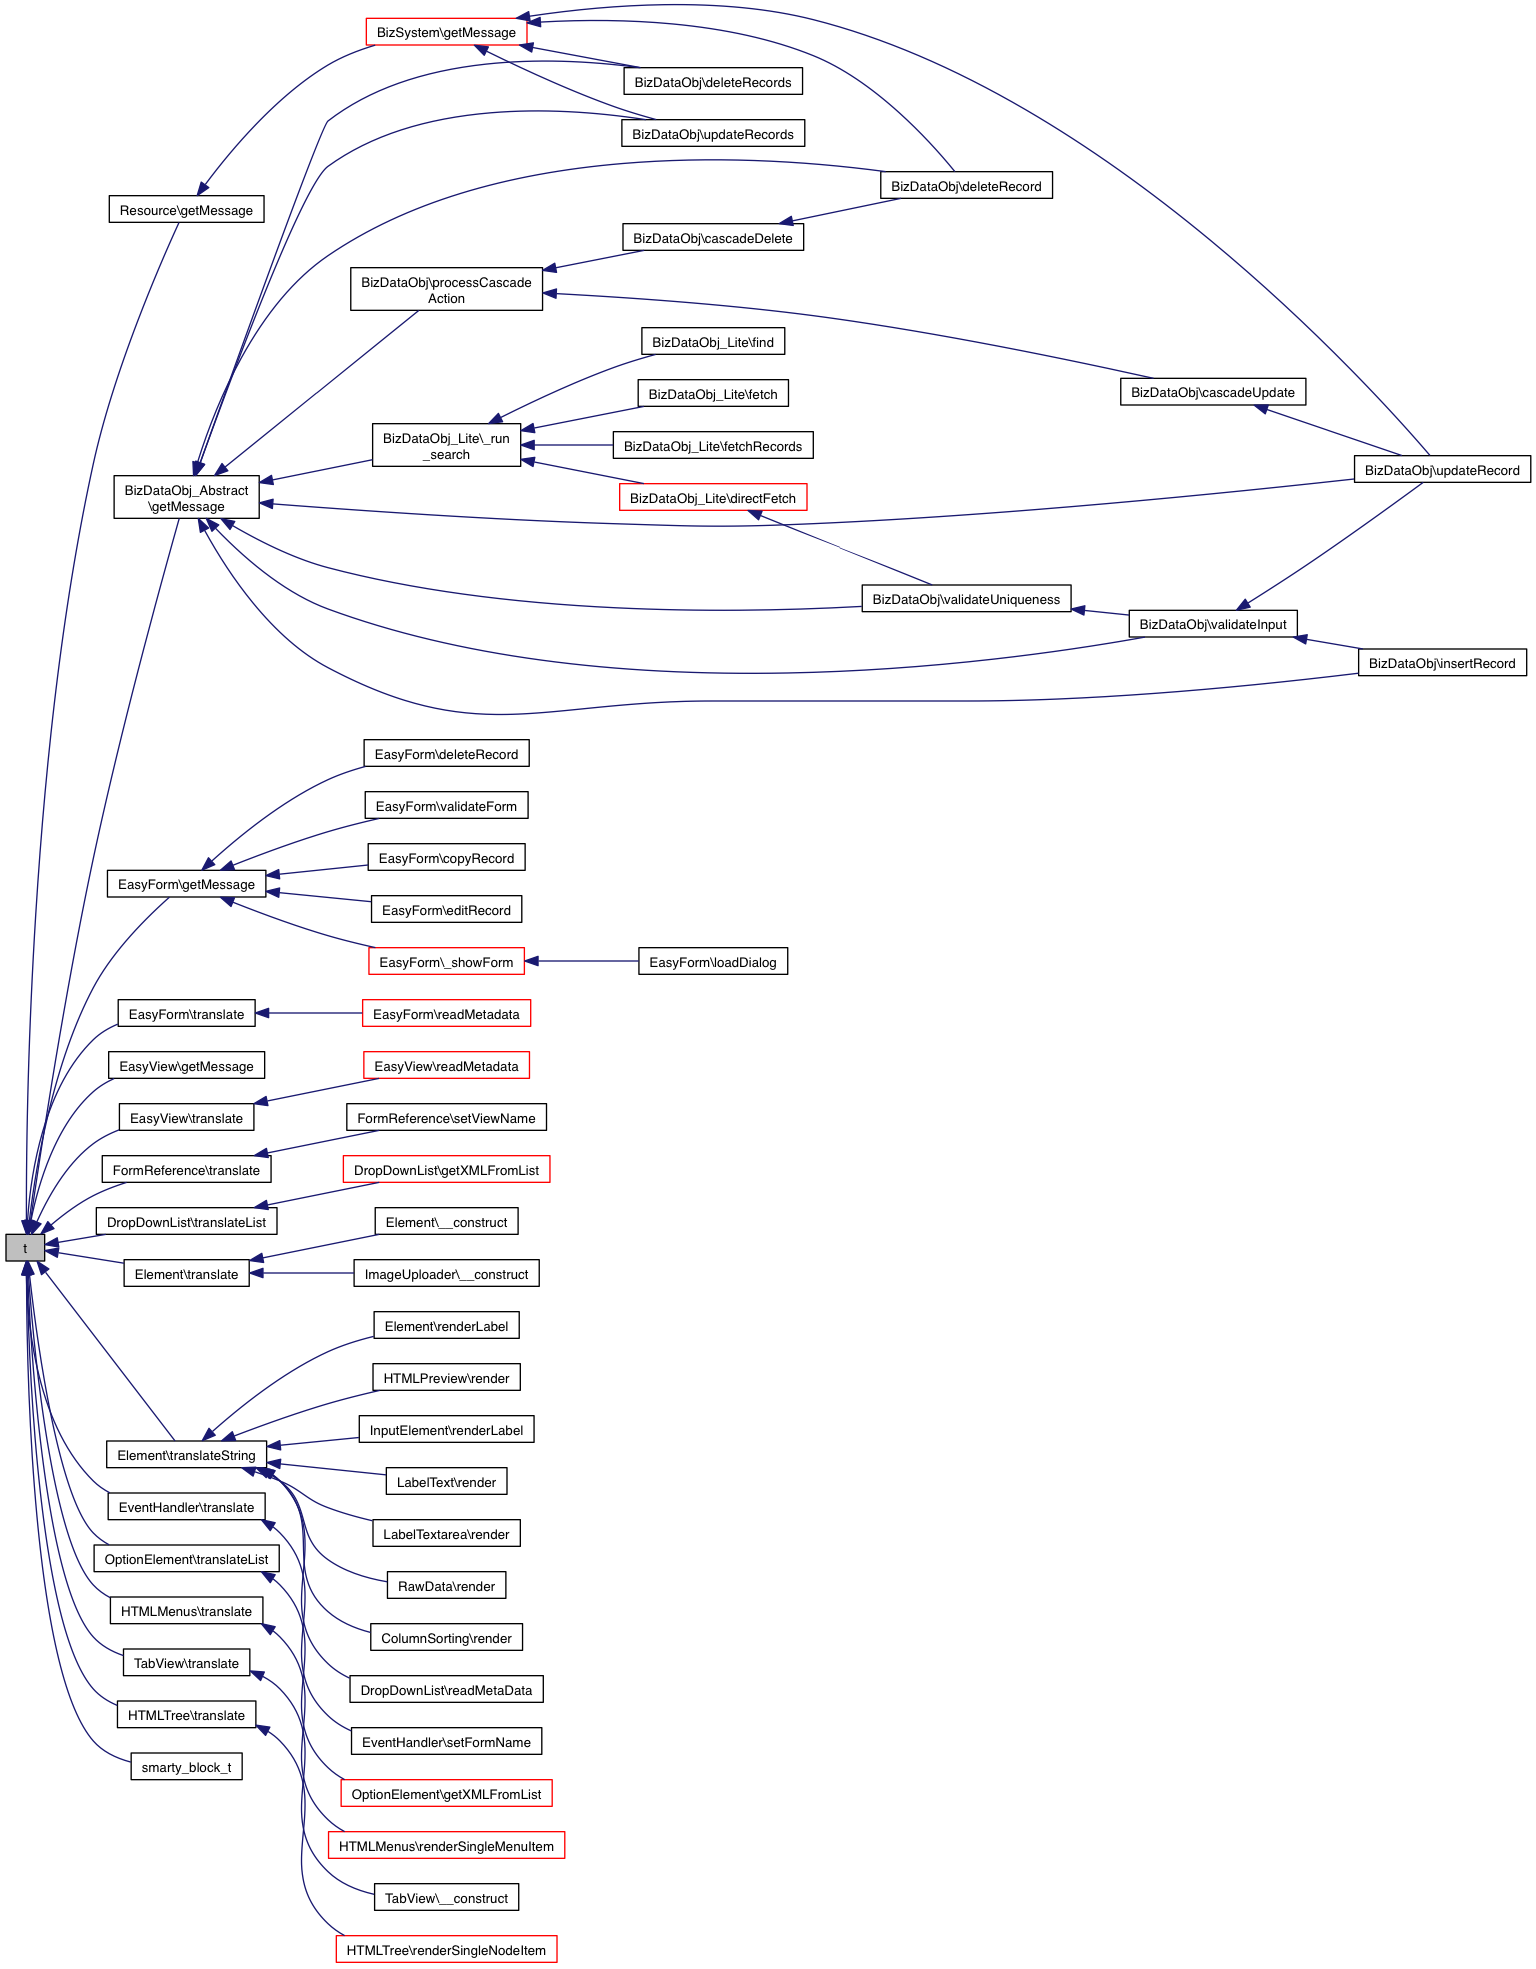 BizSystem\getMessage
BizDataObj\deleteRecords
BizDataObj\updateRecords
BizDataObj\deleteRecord
Resource\getMessage
BizDataObj\cascadeDelete
BizDataObj\processCascade
Action
BizDataObj_Lite\find
BizDataObj_Lite\fetch
BizDataObj\cascadeUpdate
BizDataObj_Lite\_run
_search
BizDataObj_Lite\fetchRecords
BizDataObj\updateRecord
BizDataObj_Abstract
\getMessage
BizDataObj_Lite\directFetch
BizDataObj\validateUniqueness
BizDataObj\validateInput
BizDataObj\insertRecord
EasyForm\deleteRecord
EasyForm\validateForm
EasyForm\copyRecord
EasyForm\getMessage
EasyForm\editRecord
EasyForm\_showForm
EasyForm\loadDialog
EasyForm\translate
EasyForm\readMetadata
EasyView\getMessage
EasyView\readMetadata
EasyView\translate
FormReference\setViewName
FormReference\translate
DropDownList\getXMLFromList
DropDownList\translateList
Element\__construct
t
Element\translate
ImageUploader\__construct
Element\renderLabel
HTMLPreview\render
InputElement\renderLabel
Element\translateString
LabelText\render
EventHandler\translate
LabelTextarea\render
OptionElement\translateList
RawData\render
HTMLMenus\translate
ColumnSorting\render
TabView\translate
DropDownList\readMetaData
HTMLTree\translate
EventHandler\setFormName
smarty_block_t
OptionElement\getXMLFromList
HTMLMenus\renderSingleMenuItem
TabView\__construct
HTMLTree\renderSingleNodeItem